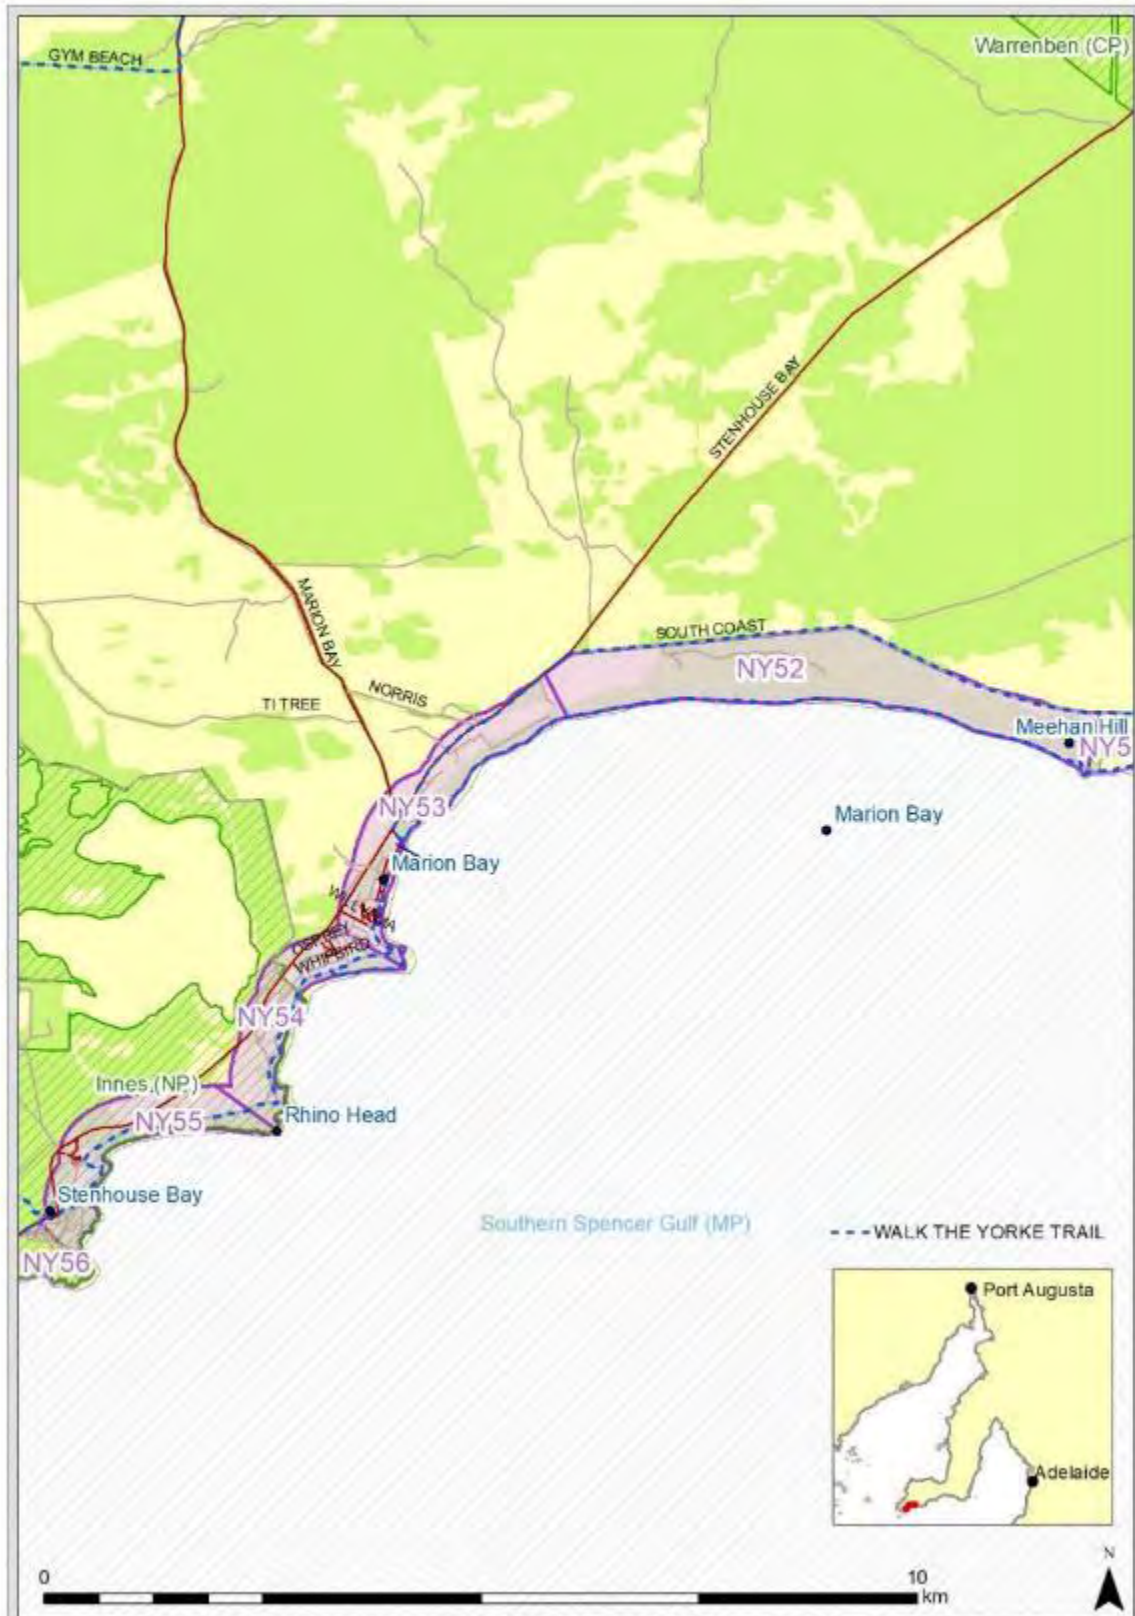 Warrenben (CP)
GYM BEACH
STENHOUSE BAY
MARION BAY
SOUTH COAST
NY52
NORRIS
TI TREE
Meehan Hill
NY5
NY53
Marion Bay
Marion Bay
OSPREY
WHIPBIRD
NY54
Innes (NP)
NY55
Rhino Head
Stenhouse Bay
Southern Spencer Gulf (MP)
WALK THE YORKE TRAIL
NY56
Port Augusta
Adelaide
N
0 10
km